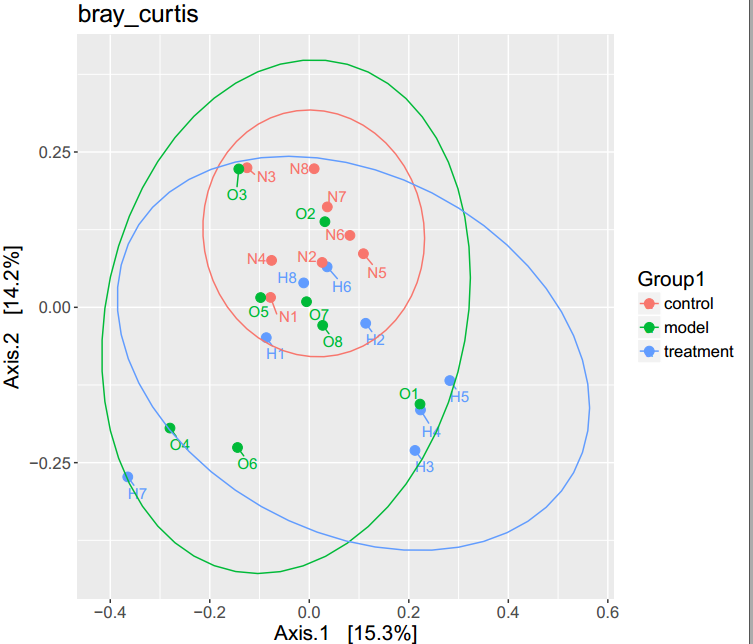 bray_curtis
Axis.2 [14.2%]
0.25
0.00
−0.25
N3
N8
O3
N7
O2
N6
N4
N2
N5
H8
H6
O5
N1
O7
O8
H2
H1
H5
O1
H4
O4
O6
H3
H7
Group1
control
model
treatment
−0.4
−0.2
0.0
0.2
0.4
0.6
Axis.1 [15.3%]